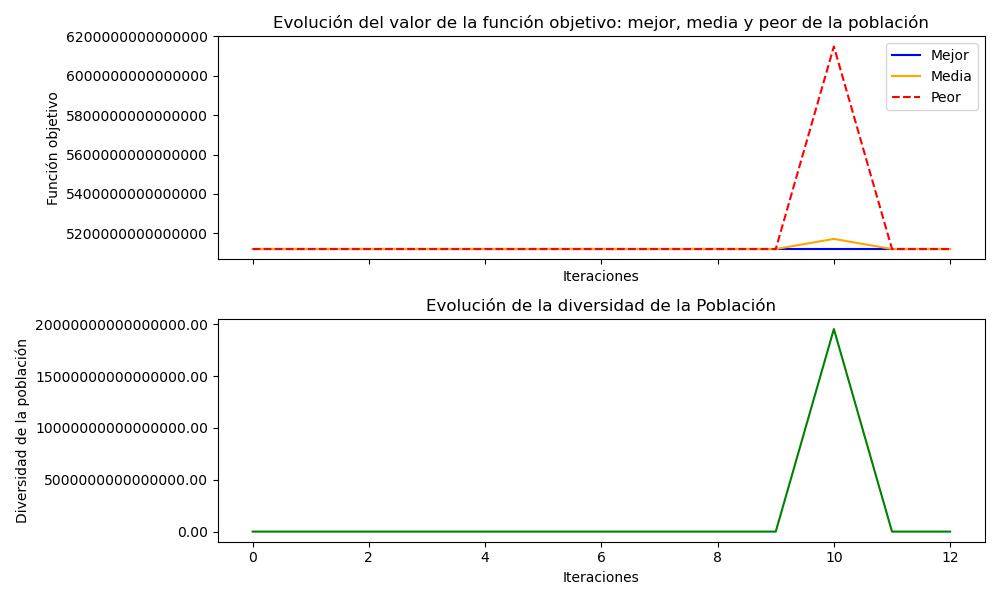 Evolución del valor de la función objetivo: mejor, media y peor de la población
6200000000000000
6000000000000000
5800000000000000
5600000000000000
5400000000000000
5200000000000000
Función objetivo
Mejor
Media
Peor
Iteraciones
Evolución de la diversidad de la Población
20000000000000000.00
15000000000000000.00
10000000000000000.00
5000000000000000.00
0.00
Diversidad de la población
0 2 4 6 8 10 12
Iteraciones